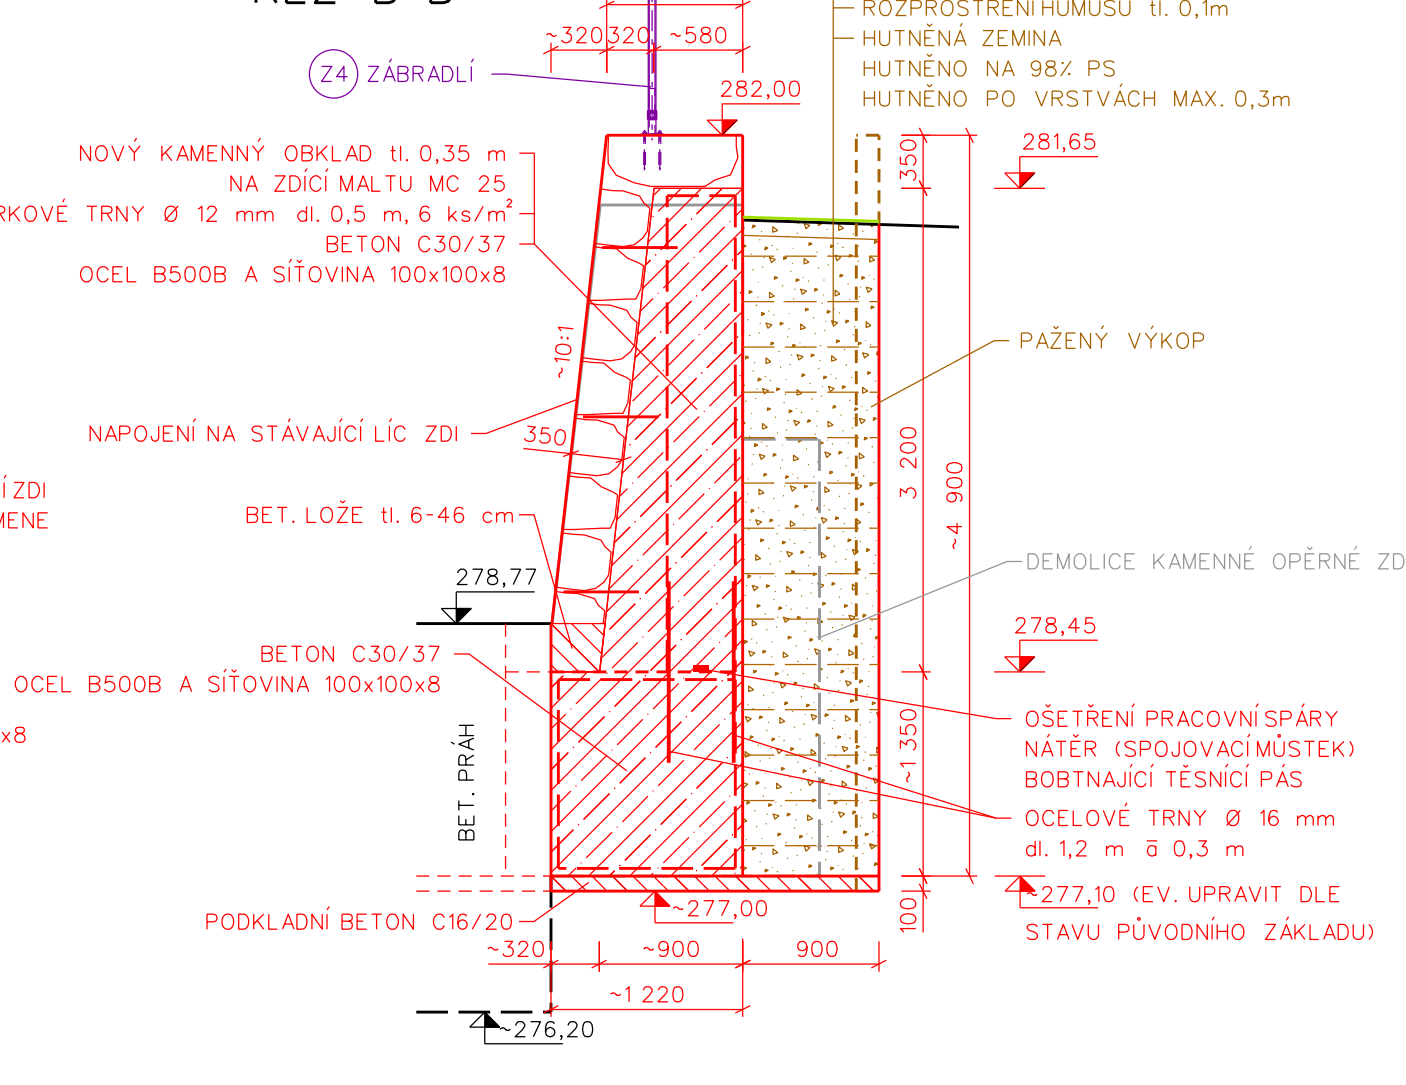 ROZPROSTŘENÍ HUMUSU tl. 0,1m
~320 320 ~580
HUTNĚNÁ ZEMINA
HUTNĚNO NA 98% PS
HUTNĚNO PO VRSTVÁCH MAX. 0,3m
Z4 ZÁBRADLÍ
282,00
281,65
350
NOVÝ KAMENNÝ OBKLAD tl. 0,35 m
NA ZDÍCÍ MALTU MC 25
RKOVÉ TRNY Ø 12 mm dl. 0,5 m, 6 ks/m²
BETON C30/37
OCEL B500B A SÍŤOVINA 100x100x8
~10:1
PAŽENÝ VÝKOP
NAPOJENÍ NA STÁVAJÍCÍ LÍC ZDI
350
3 200
~4 900
Í ZDI
MENE
BET. LOŽE tl. 6-46 cm
DEMOLICE KAMENNÉ OPĚRNÉ ZD
278,77
278,45
BETON C30/37
OCEL B500B A SÍŤOVINA 100x100x8
x8
BET. PRÁH
~1 350
OŠETŘENÍ PRACOVNÍ SPÁRY
NÁTĚR (SPOJOVACÍ MŮSTEK)
BOBTNAJÍCÍ TĚSNÍCÍ PÁS
OCELOVÉ TRNY Ø 16 mm
dl. 1,2 m ā 0,3 m
~277,10 (EV. UPRAVIT DLE
STAVU PŮVODNÍHO ZÁKLADU)
100
PODKLADNÍ BETON C16/20
~277,00
~320 ~900 900
~1 220
~276,20